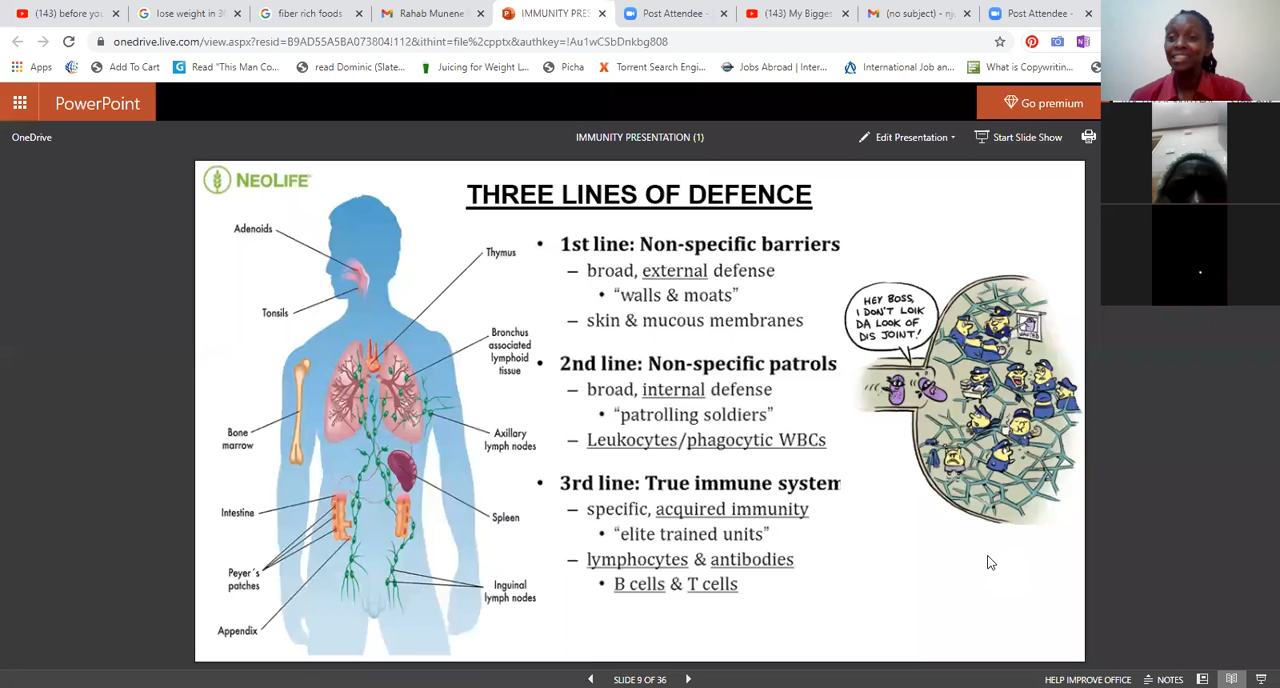 (143) before you
lose weight in 3
fiber rich foods
Rahab Munene
IMMUNITY PRES
Post Attendee -
(143) My Bigges
(no subject) - nj
Post Attendee -
onedrive.live.com/view.aspx?resid=B9AD55A5BA073804!112&ithint=file%2cpptx&authkey=!Au1wCSbDnkbg808
Apps
Add To Cart
Read "This Man Co...
read Dominic (Slate...
Juicing for Weight L...
Picha
Torrent Search Engi...
Jobs Abroad | Inter...
International Job an...
What is Copywritin...
PowerPoint
Go premium
OneDrive
IMMUNITY PRESENTATION (1)
Edit Presentation
Start Slide Show
NEOLIFE
THREE LINES OF DEFENCE
Adenoids
Tonsils
Thymus
Bronchus
associated
lymphoid
tissue
Bone
marrow
Axillary
lymph nodes
Intestine
Spleen
Peyer's
patches
Inguinal
lymph nodes
Appendix
• 1st line: Non-specific barriers
– broad, external defense
• "walls & moats"
– skin & mucous membranes
• 2nd line: Non-specific patrols
– broad, internal defense
• "patrolling soldiers"
– Leukocytes/phagocytic WBCs
• 3rd line: True immune system
– specific, acquired immunity
• "elite trained units"
– lymphocytes & antibodies
• B cells & T cells
HEY BOSS,
I DON'T LOIK
DA LOOK OF
DIS JOINT!
WANTED
SLIDE 9 OF 36
HELP IMPROVE OFFICE
NOTES